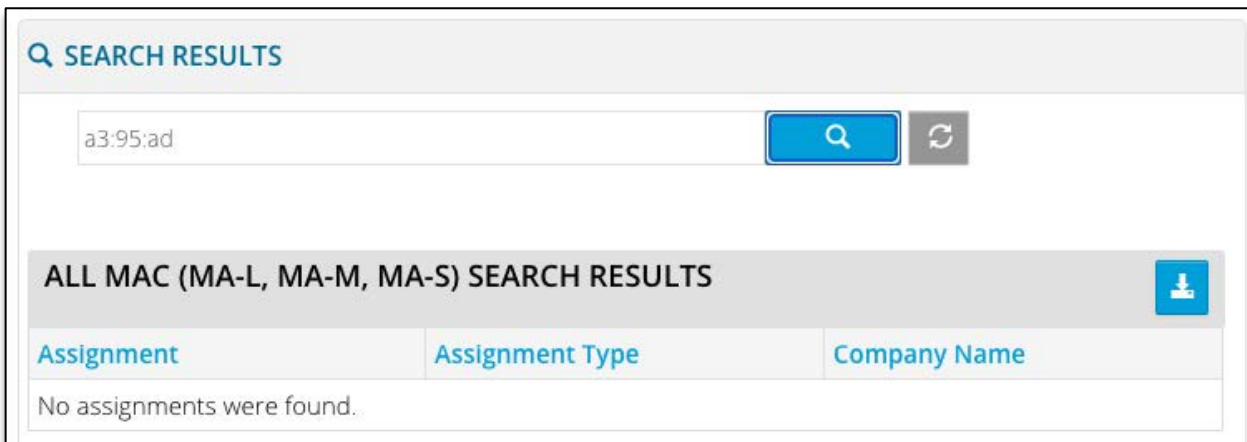 SEARCH RESULTS
a3:95:ad
ALL MAC (MA-L, MA-M, MA-S) SEARCH RESULTS
Assignment Assignment Type Company Name
No assignments were found.